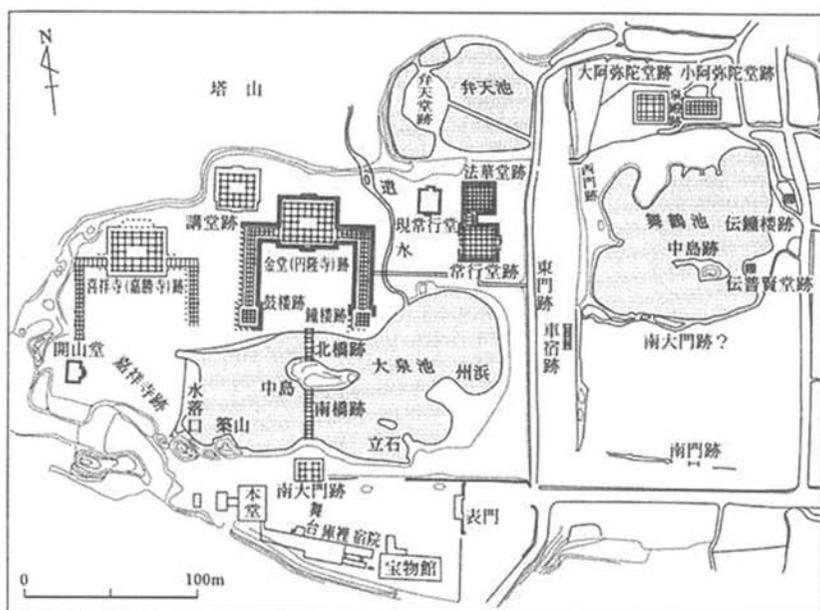 N
塔山
弁天堂跡
弁天池
大阿弥陀堂跡
小阿弥陀堂跡
泉殿跡
講堂跡
遣水
現常行堂
法華堂跡
常行堂跡
西門跡
舞鶴池
伝鐘楼跡
中島跡
伝普賢堂跡
南大門跡？
喜祥寺(嘉勝寺)跡
金堂(円隆寺)跡
鼓楼跡
鐘楼跡
東門跡
車宿跡
開山堂
嘉祥寺跡
水落口
築山
中島
北橋跡
南橋跡
大泉池
州浜
立石
南門跡
南大門跡
本堂
舞台
庫裡
宿院
表門
宝物館
0
100m